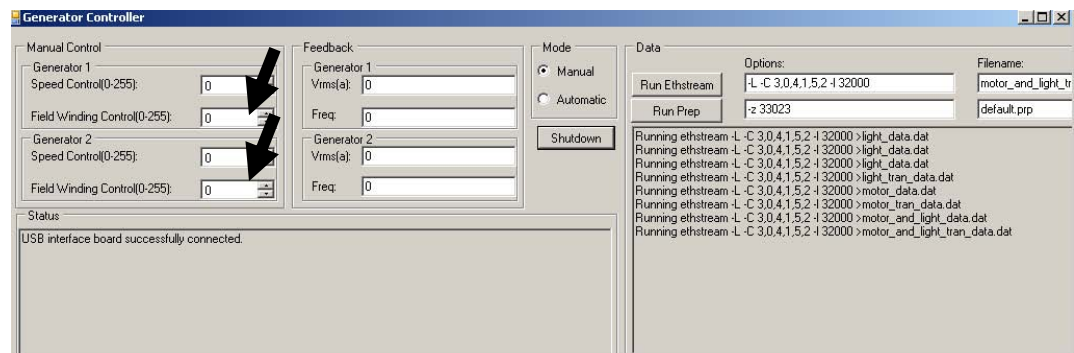 Generator Controller
Manual Control
Generator 1
Speed Control(0-255): 0
Field Winding Control(0-255): 0
Generator 2
Speed Control(0-255): 0
Field Winding Control(0-255): 0
Feedback
Generator 1
Vrms(a): 0
Freq: 0
Generator 2
Vrms(a): 0
Freq: 0
Mode
Manual
Automatic
Shutdown
Data
Options: Filename:
Run Ethstream -L -C 3,0,4,1,5,2 -I 32000 motor_and_light_tr
Run Prep -z 33023 default.prp
Running ethstream -L -C 3,0,4,1,5,2 -I 32000 >light_data.dat
Running ethstream -L -C 3,0,4,1,5,2 -I 32000 >light_data.dat
Running ethstream -L -C 3,0,4,1,5,2 -I 32000 >light_data.dat
Running ethstream -L -C 3,0,4,1,5,2 -I 32000 >light_tran_data.dat
Running ethstream -L -C 3,0,4,1,5,2 -I 32000 >motor_data.dat
Running ethstream -L -C 3,0,4,1,5,2 -I 32000 >motor_tran_data.dat
Running ethstream -L -C 3,0,4,1,5,2 -I 32000 >motor_and_light_data.dat
Running ethstream -L -C 3,0,4,1,5,2 -I 32000 >motor_and_light_tran_data.dat
Status
USB interface board successfully connected.